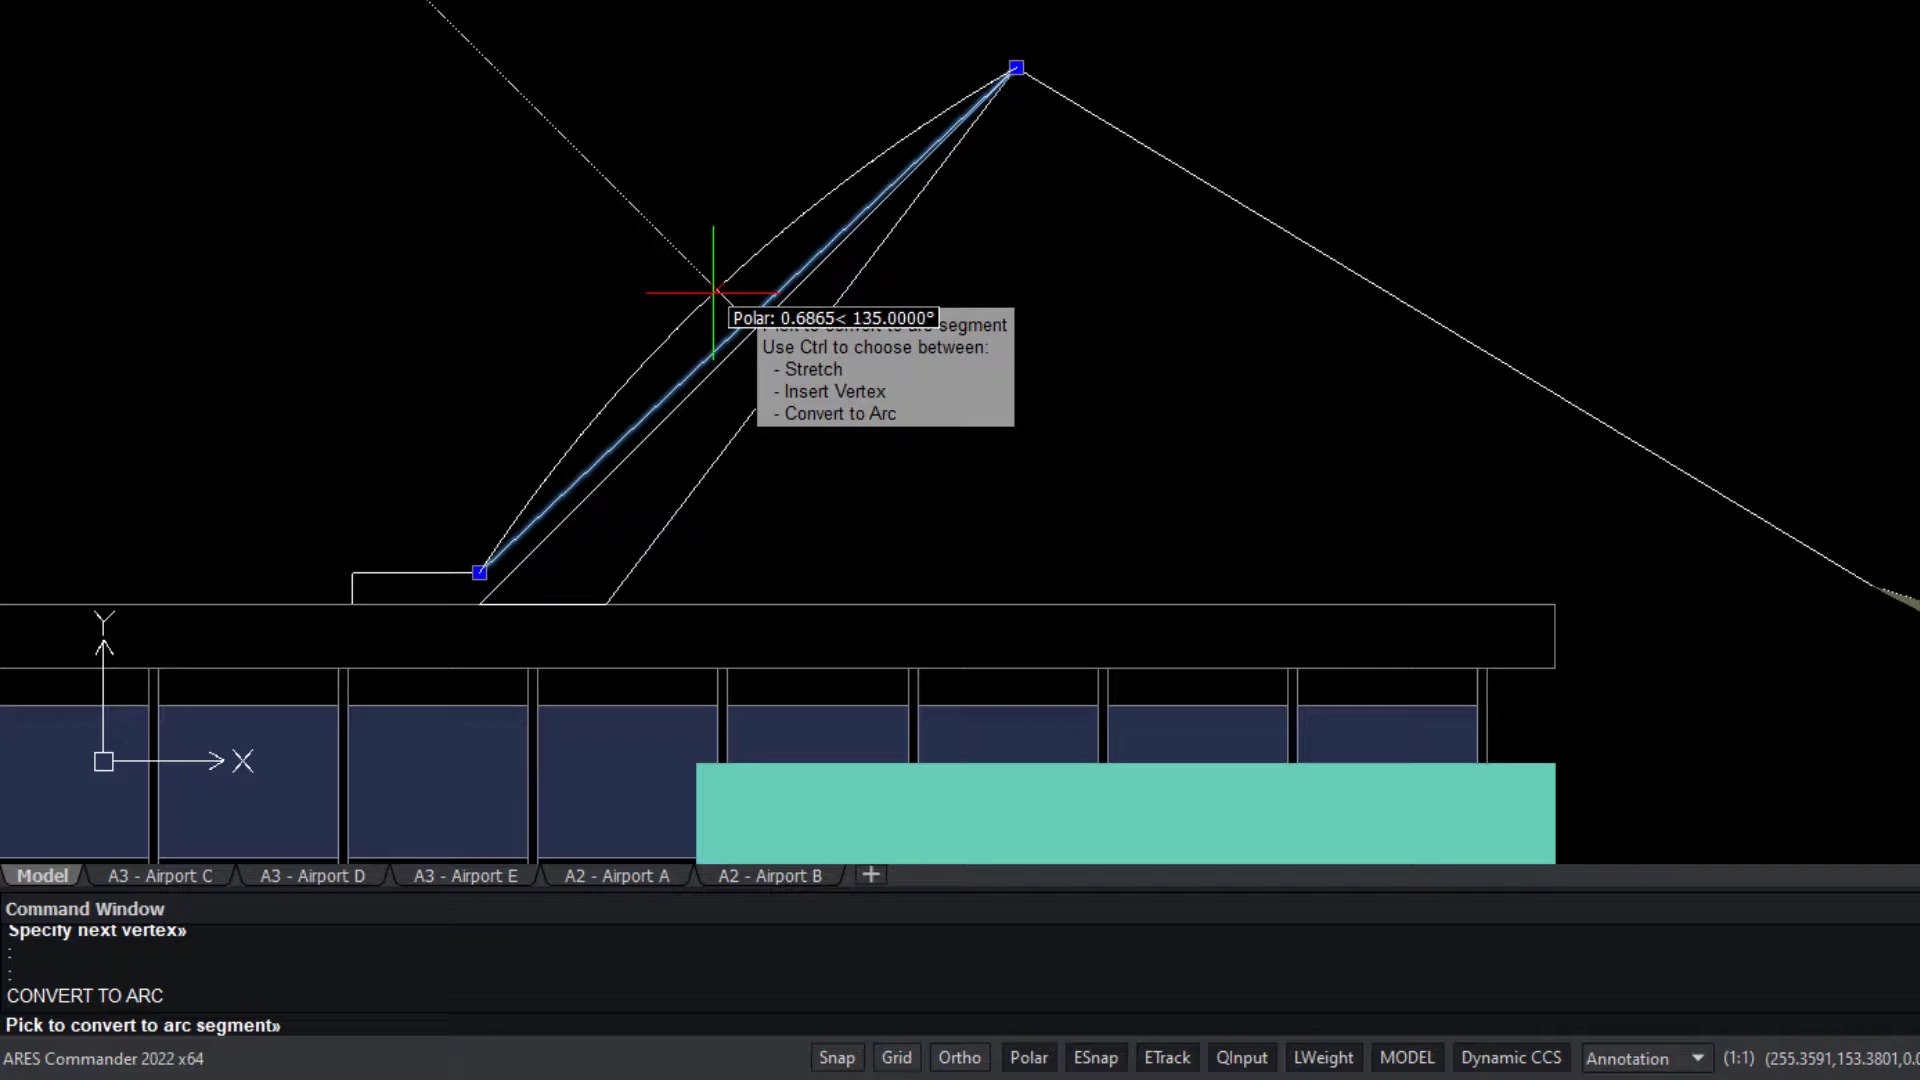 Polar: 0.6865< 135.0000°
segment
Use Ctrl to choose between:
- Stretch
- Insert Vertex
- Convert to Arc
Y
X
Model A3 - Airport C A3 - Airport D A3 - Airport E A2 - Airport A A2 - Airport B +
Command Window
Specify next vertex»
:
:
CONVERT TO ARC
Pick to convert to arc segment»
ARES Commander 2022 x64 Snap Grid Ortho Polar ESnap ETrack QInput LWeight MODEL Dynamic CCS Annotation (1:1) (255.3591,153.3801,0.0